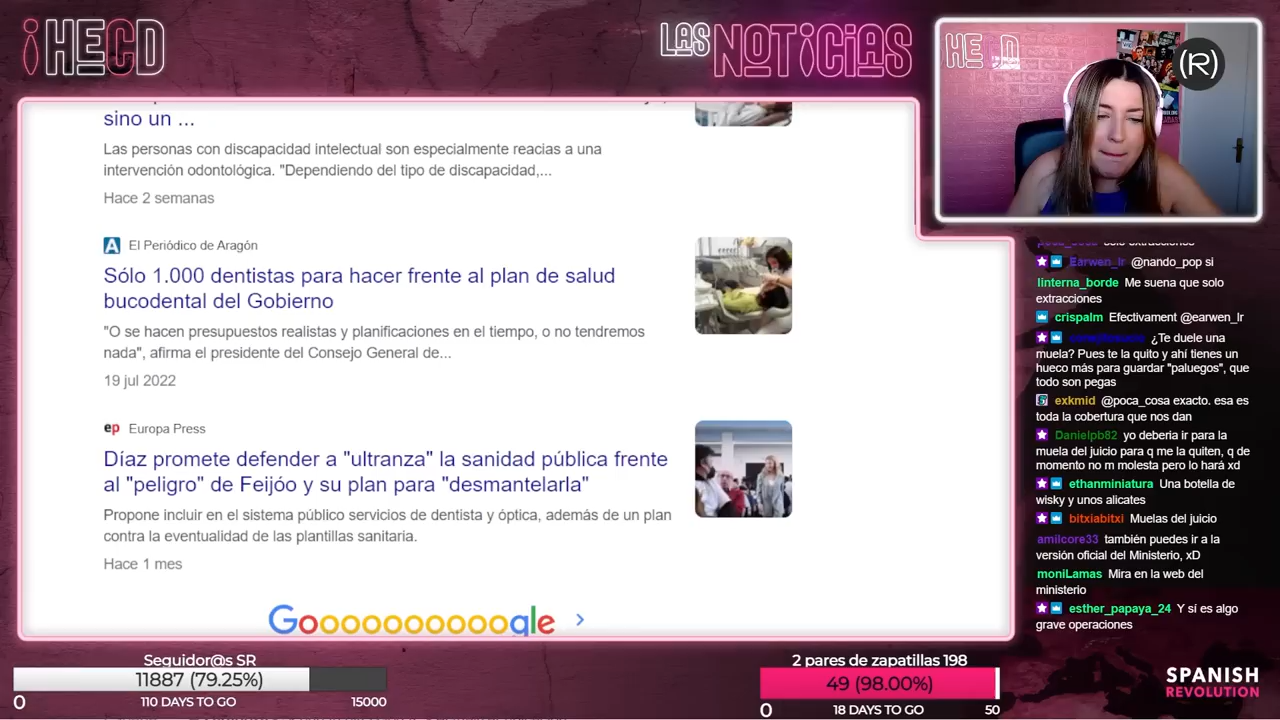 iHECD
LAS NOTICIAS
HE D
(R)
sino un ...
Las personas con discapacidad intelectual son especialmente reacias a una
intervención odontológica. "Dependiendo del tipo de discapacidad,...
Hace 2 semanas
El Periódico de Aragón
Sólo 1.000 dentistas para hacer frente al plan de salud
bucodental del Gobierno
"O se hacen presupuestos realistas y planificaciones en el tiempo, o no tendremos
nada", afirma el presidente del Consejo General de...
19 jul 2022
ep Europa Press
Díaz promete defender a "ultranza" la sanidad pública frente
al "peligro" de Feijóo y su plan para "desmantelarla"
Propone incluir en el sistema público servicios de dentista y óptica, además de un plan
contra la eventualidad de las plantillas sanitaria.
Hace 1 mes
Goooooooooogle >
Earwen_lr @nando_pop si
linterna_borde Me suena que solo
extracciones
crispalm Efectivament @earwen_lr
¿Te duele una
muela? Pues te la quito y ahí tienes un
hueco más para guardar "paluegos", que
todo son pegas
exkmid @poca_cosa exacto. esa es
toda la cobertura que nos dan
Danielpb82 yo deberia ir para la
muela del juicio para q me la quiten, q de
momento no m molesta pero lo hará xd
ethanminiatura Una botella de
wisky y unos alicates
bitxiabitxi Muelas del juicio
amilcore33 también puedes ir a la
versión oficial del Ministerio, xD
moniLamas Mira en la web del
ministerio
esther_papaya_24 Y sí es algo
grave operaciones
Seguidor@s SR
11887 (79.25%)
0 110 DAYS TO GO 15000
2 pares de zapatillas 198
49 (98.00%)
0 18 DAYS TO GO 50
SPANISH
REVOLUTION